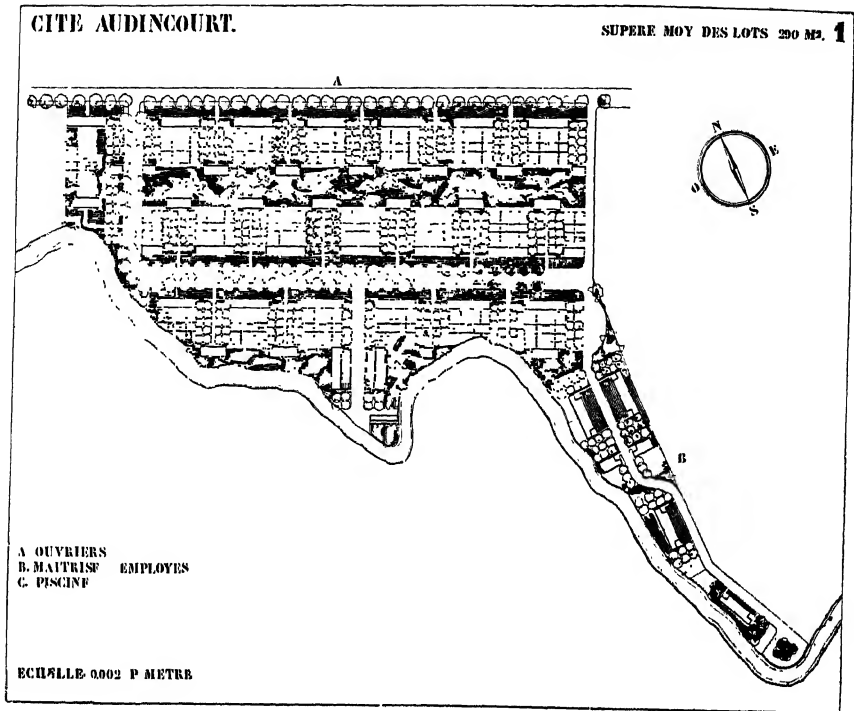 CITE AUDINCOURT.
SUPERE MOY DES LOTS 290 M². 1
A
N
E
O
S
B
C
A OUVRIERS
B. MAITRISE EMPLOYES
C. PISCINE
ECHELLE 0.002 P METRE